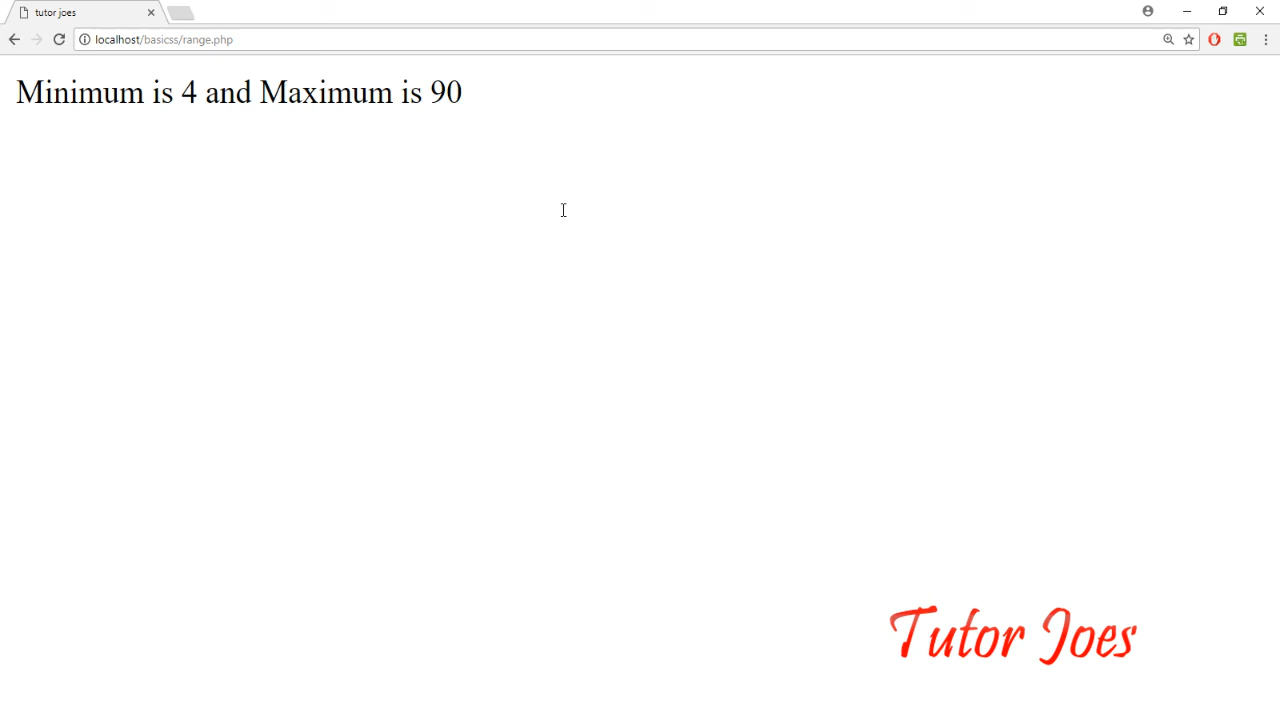 tutor joes
localhost/basicss/range.php
Minimum is 4 and Maximum is 90
Tutor Joes